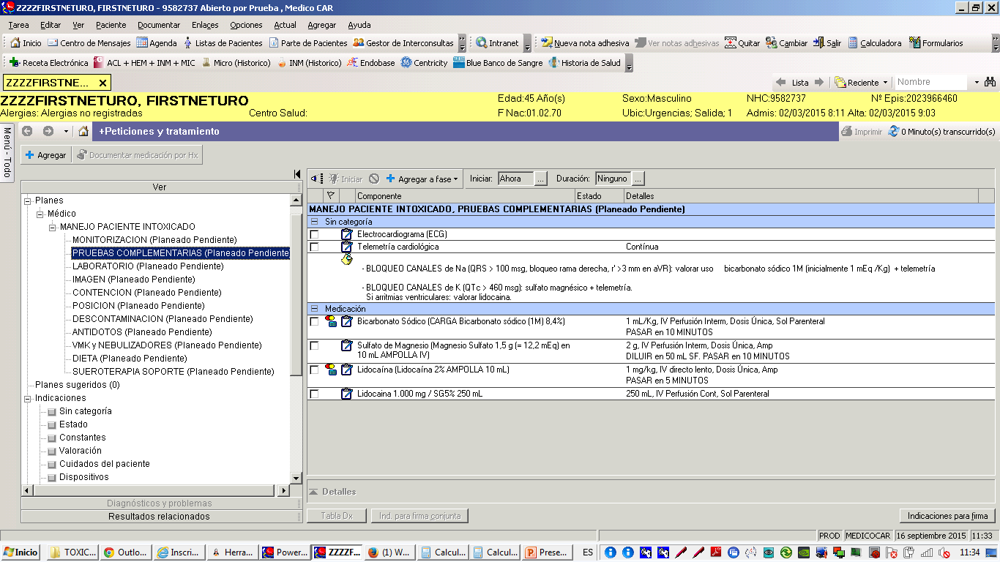 ZZZZFIRSTNETURO, FIRSTNETURO - 9582737 Abierto por Prueba , Medico CAR
Tarea Editar Ver Paciente Documentar Enlaces Opciones Actual Agregar Ayuda
Inicio Centro de Mensajes Agenda Listas de Pacientes Parte de Pacientes Gestor de Interconsultas Intranet Nueva nota adhesiva Ver notas adhesivas Quitar Cambiar Salir Calculadora Formularios
Receta Electrónica ACL + HEM + INM + MIC Micro (Historico) INM (Historico) Endobase Centricity Blue Banco de Sangre Historia de Salud
ZZZZFIRSTNE... Lista Reciente Nombre
ZZZZFIRSTNETURO, FIRSTNETURO Edad:45 Año(s) Sexo:Masculino NHC:9582737 Nº Epis:2023966460
Alergias: Alergias no registradas Centro Salud: F Nac:01.02.70 Ubic:Urgencias; Salida; 1 Admis: 02/03/2015 8:11 Alta: 02/03/2015 9:03
Menú - Todo
+Peticiones y tratamiento Imprimir 0 Minuto(s) transcurrido(s)
Agregar Documentar medicación por Hx
Ver
Planes
Médico
MANEJO PACIENTE INTOXICADO
MONITORIZACION (Planeado Pendiente)
PRUEBAS COMPLEMENTARIAS (Planeado Pendiente
LABORATORIO (Planeado Pendiente)
IMAGEN (Planeado Pendiente)
CONTENCION (Planeado Pendiente)
POSICION (Planeado Pendiente)
DESCONTAMINACION (Planeado Pendiente)
ANTIDOTOS (Planeado Pendiente)
VMK y NEBULIZADORES (Planeado Pendiente)
DIETA (Planeado Pendiente)
SUEROTERAPIA SOPORTE (Planeado Pendiente)
Planes sugeridos (0)
Indicaciones
Sin categoría
Estado
Constantes
Valoración
Cuidados del paciente
Dispositivos
Diagnósticos y problemas
Resultados relacionados
Iniciar Agregar a fase Iniciar: Ahora ... Duración: Ninguno ...
Componente Estado Detalles
MANEJO PACIENTE INTOXICADO, PRUEBAS COMPLEMENTARIAS (Planeado Pendiente)
Sin categoría
Electrocardiograma (ECG)
Telemetría cardiológica Contínua
- BLOQUEO CANALES de Na (QRS > 100 msg, bloqueo rama derecha, r' >3 mm en aVR): valorar uso bicarbonato sódico 1M (inicialmente 1 mEq /Kg) + telemetría
- BLOQUEO CANALES de K (QTc > 460 msg): sulfato magnésico + telemetría.
Si arritmias ventriculares: valorar lidocaina.
Medicación
Bicarbonato Sódico (CARGA Bicarbonato sódico (1M) 8,4%) 1 mL/Kg, IV Perfusión Interm, Dosis Única, Sol Parenteral
PASAR en 10 MINUTOS
Sulfato de Magnesio (Magnesio Sulfato 1,5 g (= 12,2 mEq) en 2 g, IV Perfusión Interm, Dosis Única, Amp
10 mL AMPOLLA IV) DILUIR en 50 mL SF. PASAR en 10 MINUTOS
Lidocaína (Lidocaína 2% AMPOLLA 10 mL) 1 mg/kg, IV directo lento, Dosis Única, Amp
PASAR en 5 MINUTOS
Lidocaina 1.000 mg / SG5% 250 mL 250 mL, IV Perfusión Cont, Sol Parenteral
Detalles
Tabla Dx Ind. para firma conjunta Indicaciones para firma
PROD MEDICOCAR 16 septiembre 2015 11:33
Inicio TOXIC... Outlo... Inscri... Herra... Power... ZZZZF... (1) W... Calcul... Calcul... Prese... ES 11:34